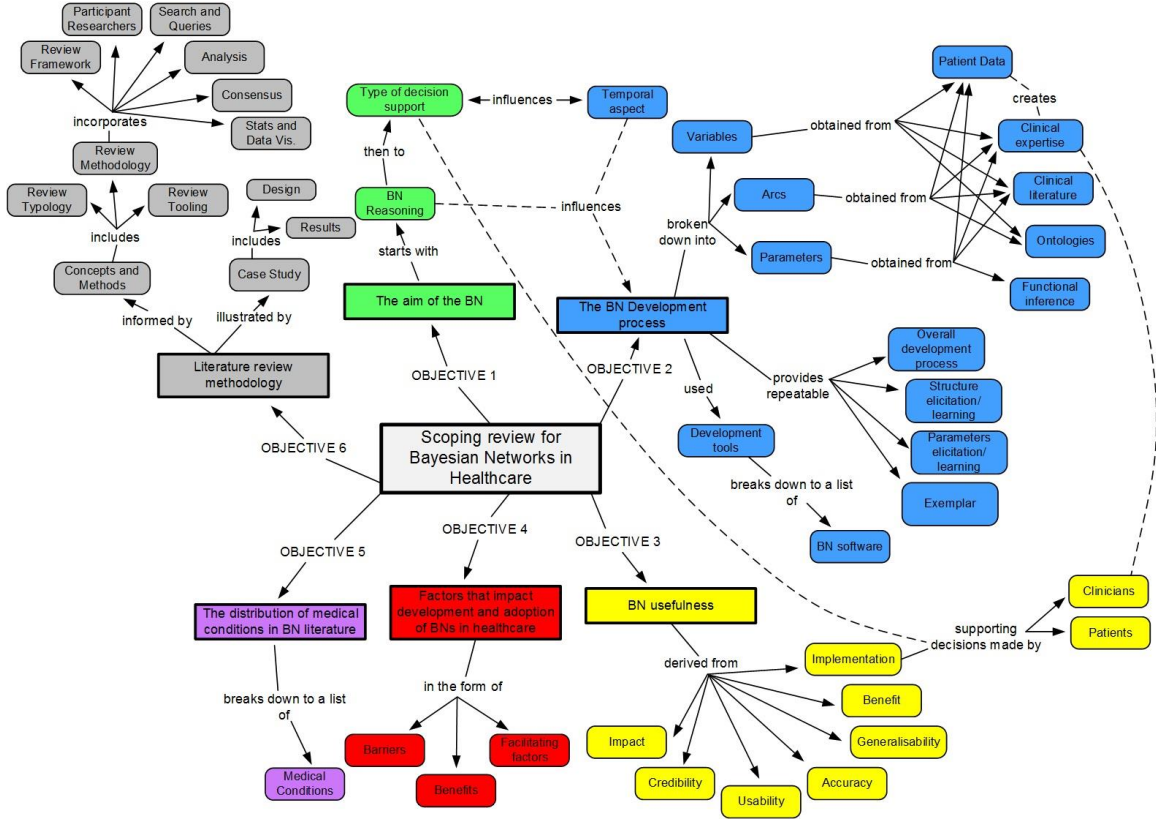 Participant
Researchers
Search and
Queries
Review
Framework
Analysis
Consensus
incorporates
Stats and
Data Vis.
Review
Methodology
Review
Typology
Review
Tooling
includes
Design
Results
includes
Concepts and
Methods
Case Study
informed by
illustrated by
Literature review
methodology
OBJECTIVE 6
Type of decision
support
influences
Temporal
aspect
then to
BN
Reasoning
influences
starts with
The aim of the BN
OBJECTIVE 1
Patient Data
creates
Variables
obtained from
Clinical
expertise
Arcs
obtained from
Clinical
literature
broken
down into
Parameters
obtained from
Ontologies
Functional
inference
The BN Development
process
OBJECTIVE 2
used
provides
repeatable
Overall
development
process
Structure
elicitation/
learning
Parameters
elicitation/
learning
Exemplar
Development
tools
breaks down to a list
of
BN software
Scoping review for
Bayesian Networks in
Healthcare
OBJECTIVE 5
OBJECTIVE 4
OBJECTIVE 3
The distribution of medical
conditions in BN literature
breaks down to a list
of
Medical
Conditions
Factors that impact
development and adoption
of BNs in healthcare
in the form of
Barriers
Benefits
Facilitating
factors
BN usefulness
derived from
Implementation
supporting
decisions made by
Clinicians
Patients
Benefit
Generalisability
Accuracy
Usability
Credibility
Impact